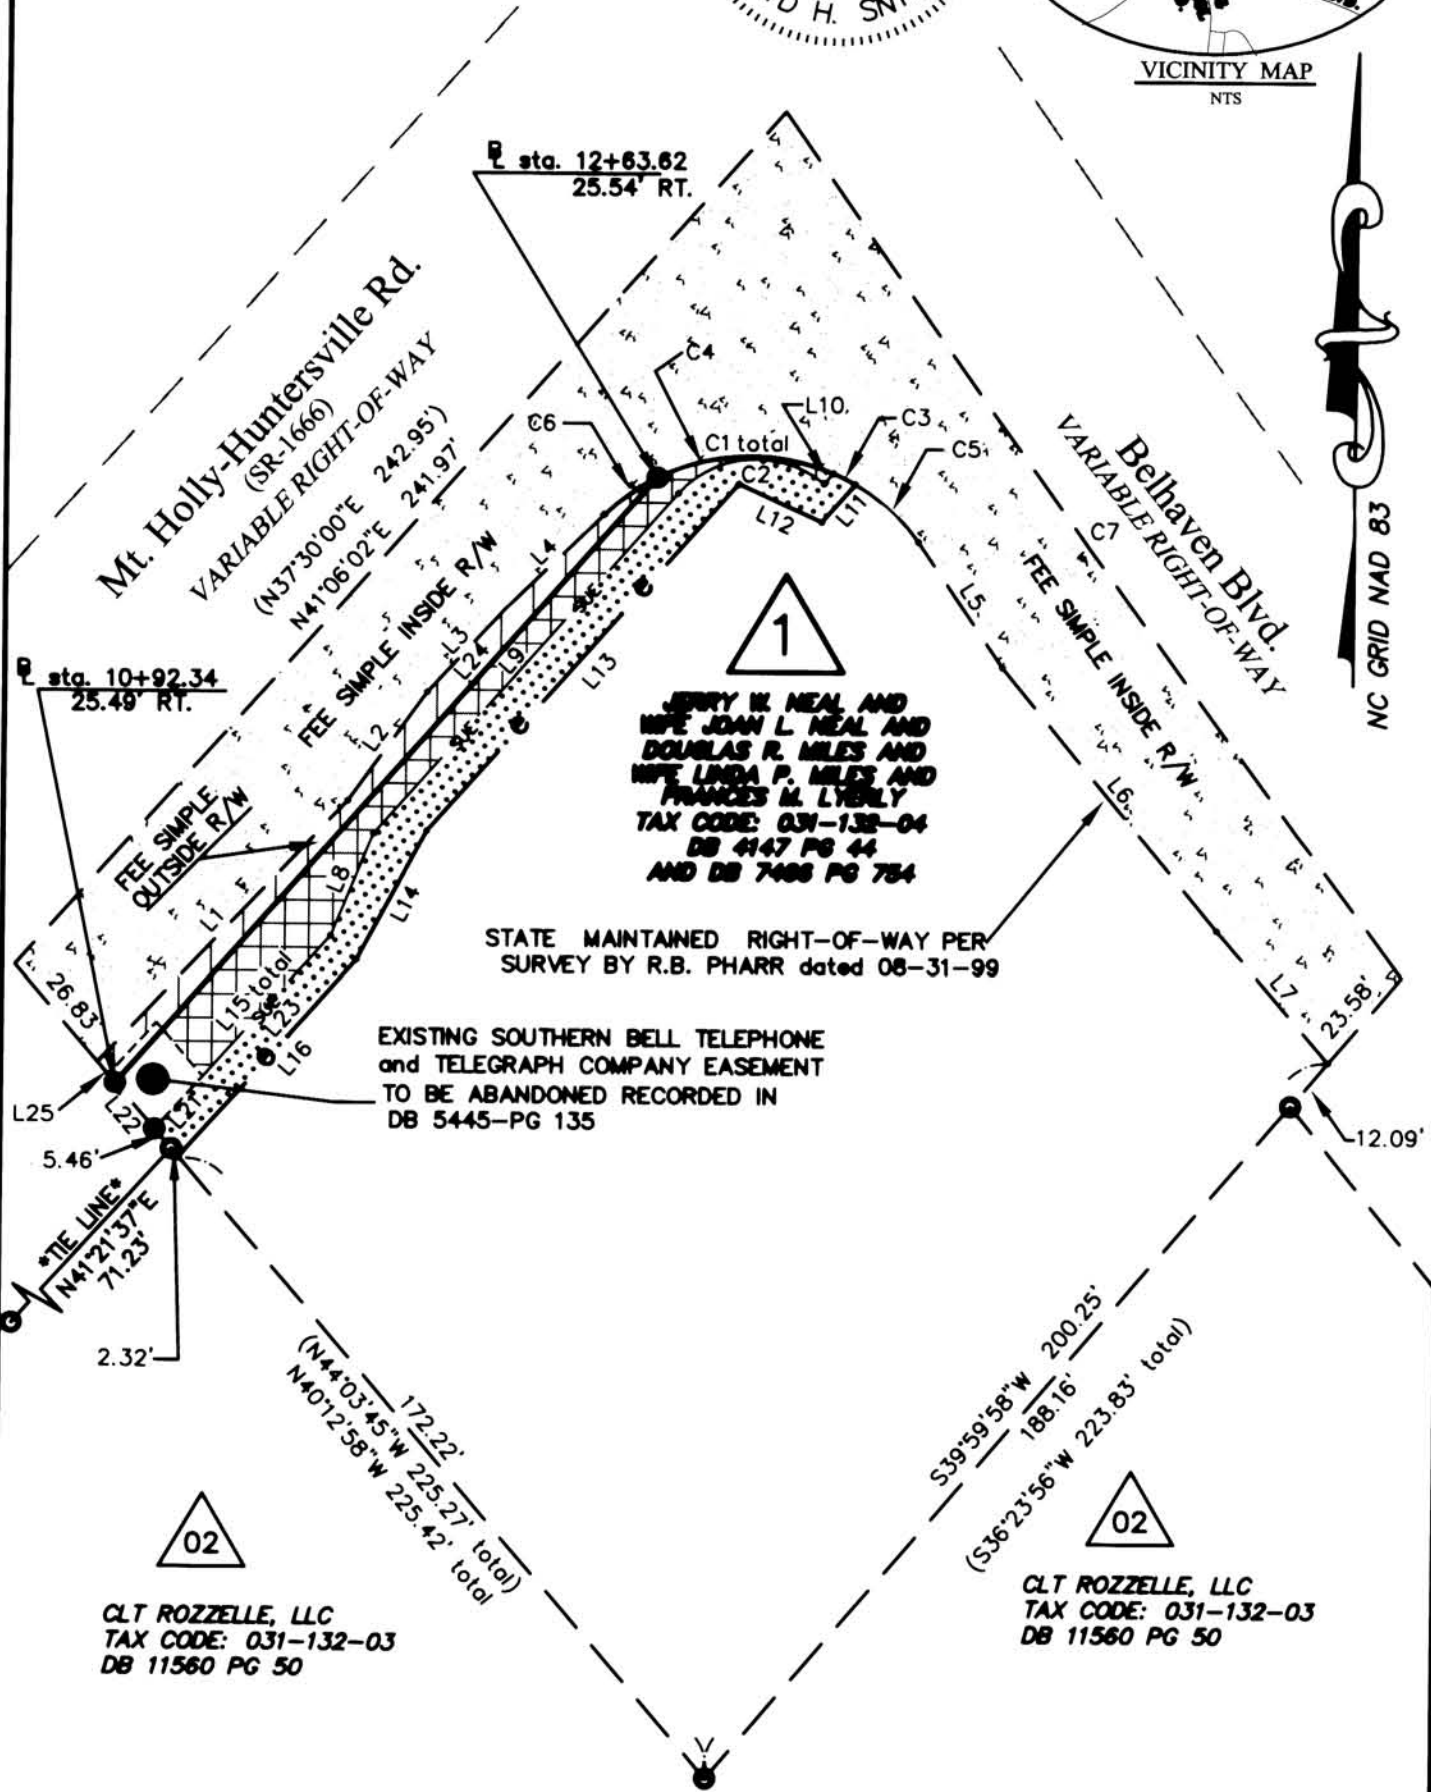 D H. SN
VICINITY MAP
NTS
℄ sta. 12+63.62
25.54' RT.
Mt. Holly-Huntersville Rd.
(SR-1666)
VARIABLE RIGHT-OF-WAY
(N37°30'00"E 242.95')
N41°06'02"E 241.97'
C4
C6
C1 total
L10
C3
C5
C2
L12
L11
Belhaven Blvd.
VARIABLE RIGHT-OF-WAY
C7
NC GRID NAD 83
FEE SIMPLE INSIDE R/W
FEE SIMPLE INSIDE R/W
L4
L3
L24
L9
SUE
L13
L5
L2
SUE
1
℄ sta. 10+92.34
25.49' RT.
JERRY W. NEAL AND
WIFE JOAN L. NEAL AND
DOUGLAS R. MILES AND
WIFE LINDA P. MILES AND
FRANCES M. LYERLY
TAX CODE: 031-132-04
DB 4147 PG 44
AND DB 7486 PG 754
L6
FEE SIMPLE
OUTSIDE R/W
L1
L8
L14
STATE MAINTAINED RIGHT-OF-WAY PER
SURVEY BY R.B. PHARR dated 08-31-99
26.83'
L15 total
SUE
L23
L16
L7
23.58'
EXISTING SOUTHERN BELL TELEPHONE
and TELEGRAPH COMPANY EASEMENT
TO BE ABANDONED RECORDED IN
DB 5445-PG 135
L25
L22
L21
5.46'
12.09'
*TIE LINE*
N41°21'37"E
71.23'
2.32'
172.22'
(N44°03'45"W 225.27' total)
N40°12'58"W 225.42' total
S39°59'58"W 200.25'
188.16'
(S36°23'56"W 223.83' total)
02
CLT ROZZELLE, LLC
TAX CODE: 031-132-03
DB 11560 PG 50
02
CLT ROZZELLE, LLC
TAX CODE: 031-132-03
DB 11560 PG 50